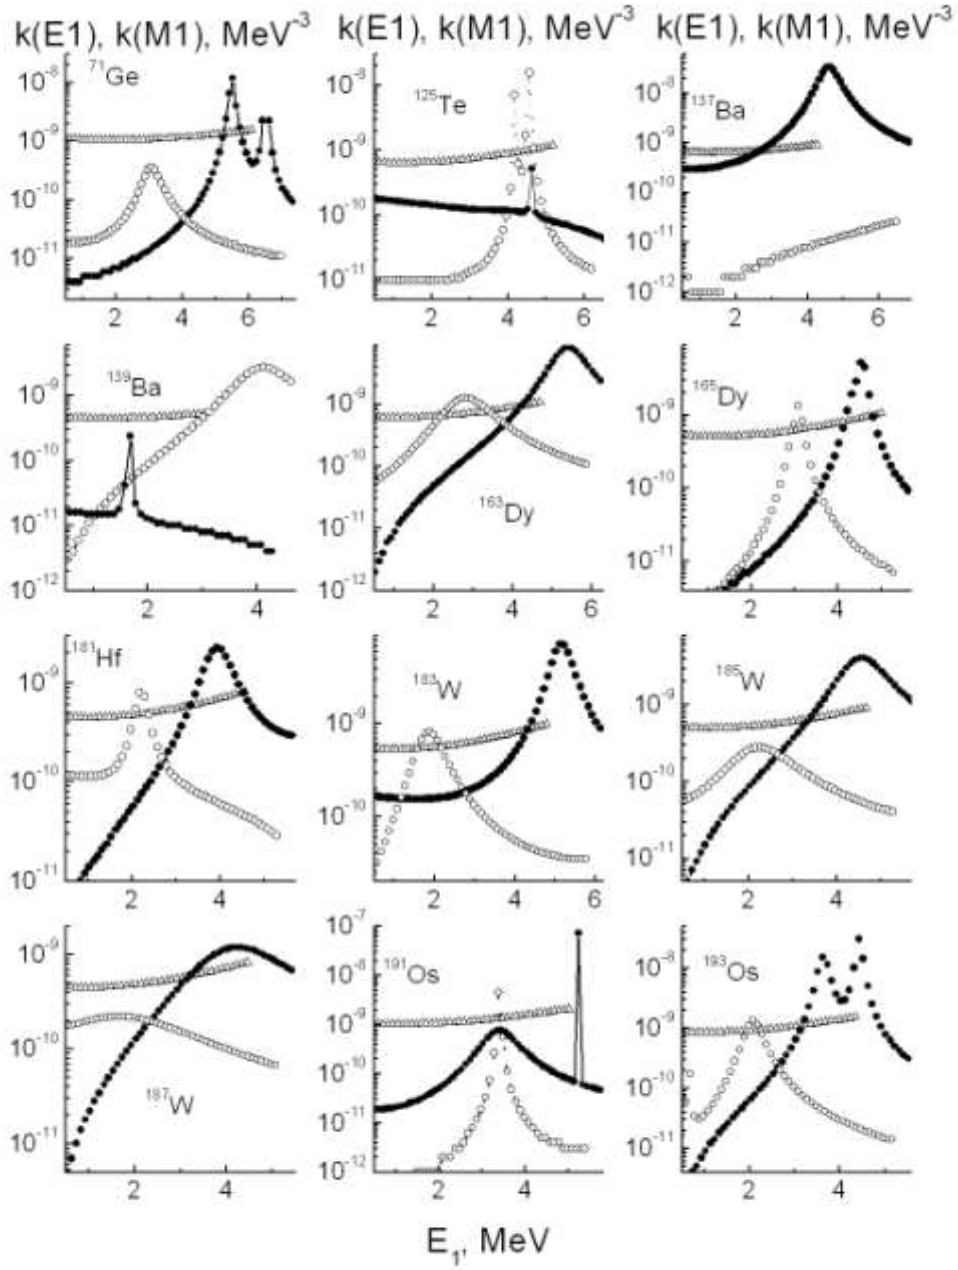 k(E1), k(M1), MeV⁻³ k(E1), k(M1), MeV⁻³ k(E1), k(M1), MeV⁻³
⁷¹Ge ¹²⁵Te ¹³⁷Ba
10⁻⁸ 10⁻⁸ 10⁻⁸
10⁻⁹ 10⁻⁹ 10⁻⁹
10⁻¹⁰ 10⁻¹⁰ 10⁻¹⁰
10⁻¹¹ 10⁻¹¹ 10⁻¹¹
10⁻¹²
2 4 6 2 4 6 2 4 6
¹³⁹Ba ¹⁶³Dy ¹⁶⁵Dy
10⁻⁹ 10⁻⁹ 10⁻⁹
10⁻¹⁰ 10⁻¹⁰ 10⁻¹⁰
10⁻¹¹ 10⁻¹¹ 10⁻¹¹
10⁻¹² 10⁻¹²
2 4 2 4 6 2 4
¹⁸¹Hf ¹⁸³W ¹⁸⁵W
10⁻⁹ 10⁻⁹ 10⁻⁹
10⁻¹⁰ 10⁻¹⁰ 10⁻¹⁰
10⁻¹¹ 10⁻¹¹
2 4 2 4 6 2 4
¹⁸⁷W ¹⁹¹Os ¹⁹³Os
10⁻⁹ 10⁻⁷ 10⁻⁸
10⁻¹⁰ 10⁻⁸ 10⁻⁹
10⁻¹¹ 10⁻⁹ 10⁻¹⁰
10⁻¹⁰ 10⁻¹¹
10⁻¹¹
10⁻¹²
2 4 2 4 2 4
E₁, MeV